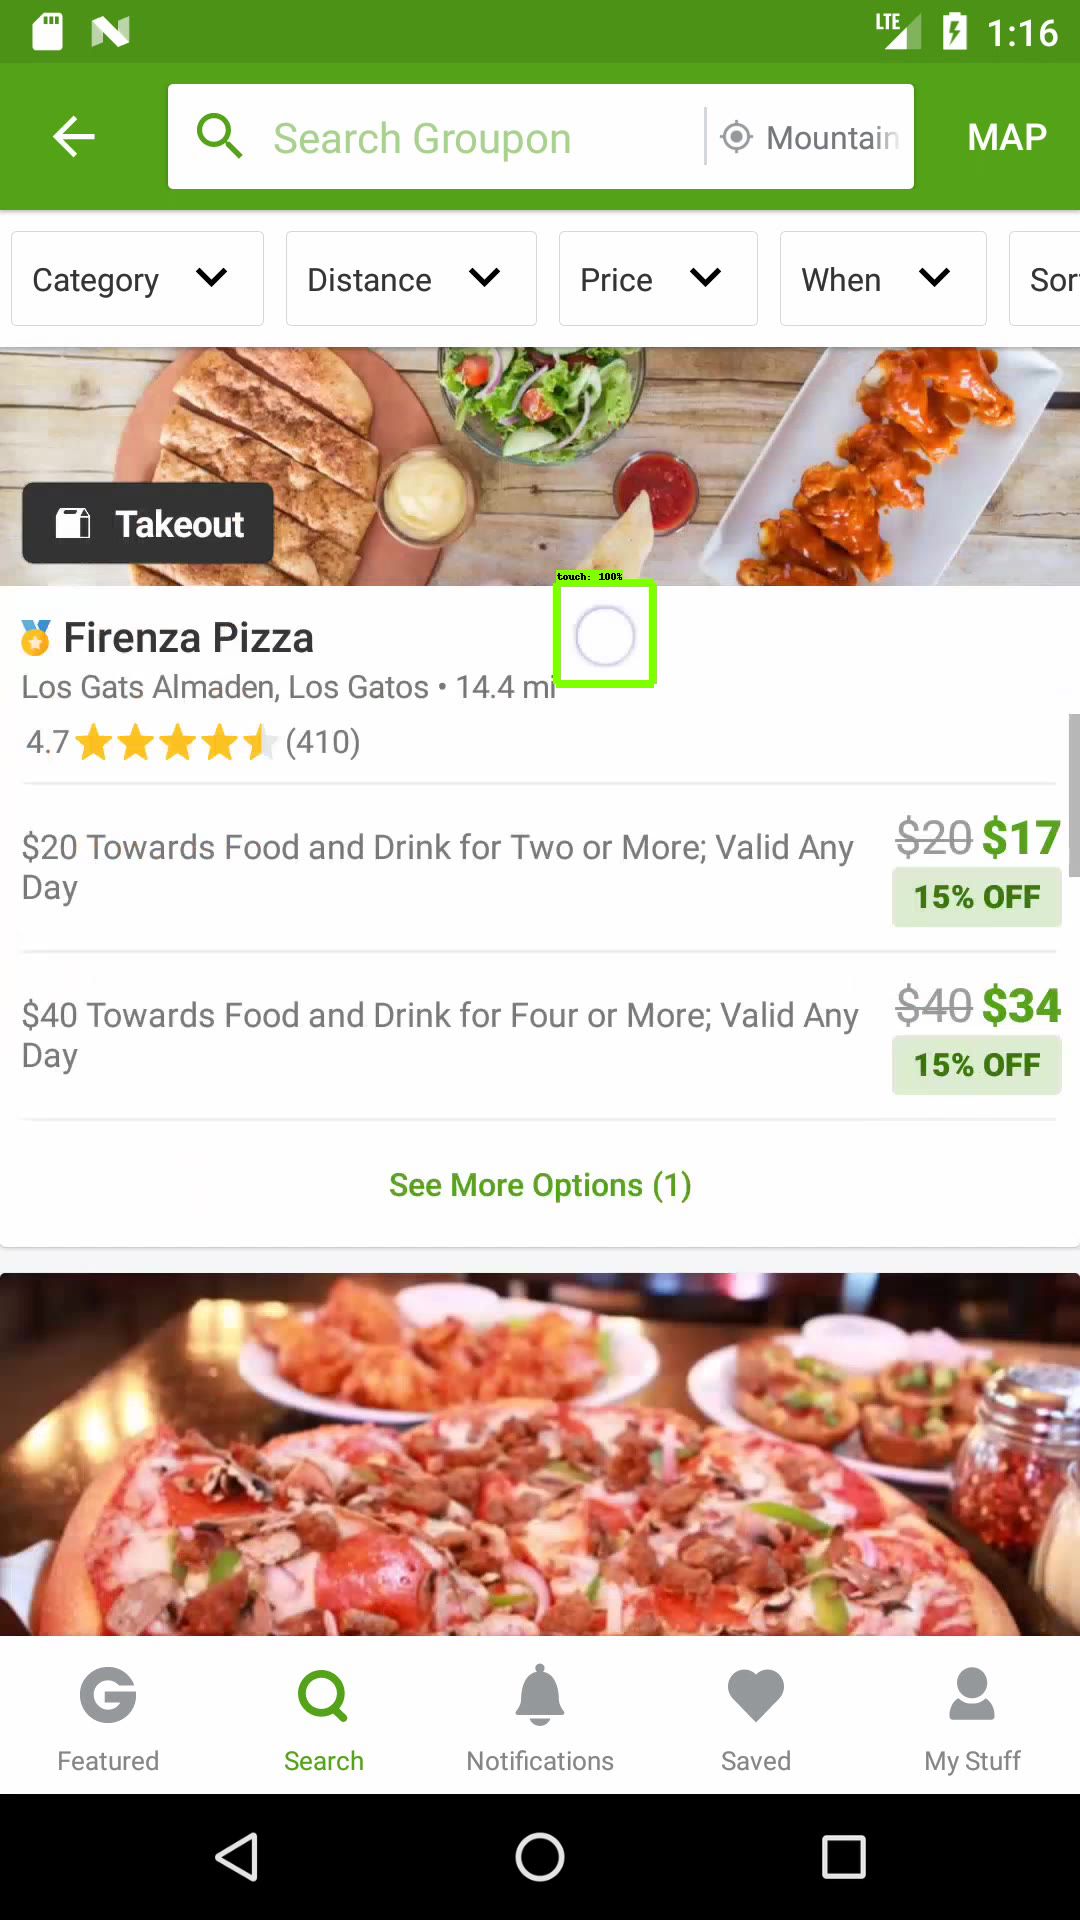 LTE 1:16
Search Groupon Mountain MAP
Category Distance Price When Sor
Takeout
touch: 100%
Firenza Pizza
Los Gats Almaden, Los Gatos • 14.4 mi
4.7 (410)
$20 Towards Food and Drink for Two or More; Valid Any Day
$20 $17
15% OFF
$40 Towards Food and Drink for Four or More; Valid Any Day
$40 $34
15% OFF
See More Options (1)
Featured Search Notifications Saved My Stuff